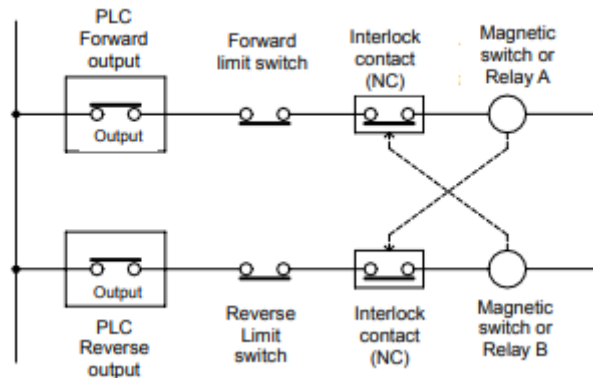 PLC
Forward
output
Forward
limit switch
Interlock
contact
(NC)
Magnetic
switch or
Relay A
Output
Output
PLC
Reverse
output
Reverse
Limit
switch
Interlock
contact
(NC)
Magnetic
switch or
Relay B